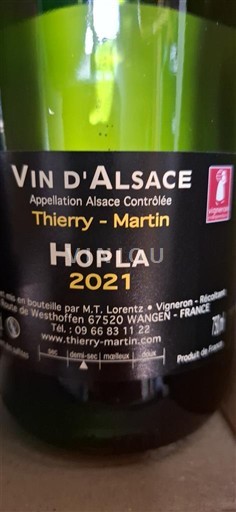 VIN D'ALSACE
Appellation Alsace Contrôlée
Thierry - Martin
HOPLA
2021
en bouteille par M.T. Lorentz • Vigneron - Récoltant
Route de Westhoffen 67520 WANGEN - FRANCE
Tél. : 09 66 83 11 22
www.thierry-martin.com
sec demi-sec moelleux doux
Produit de